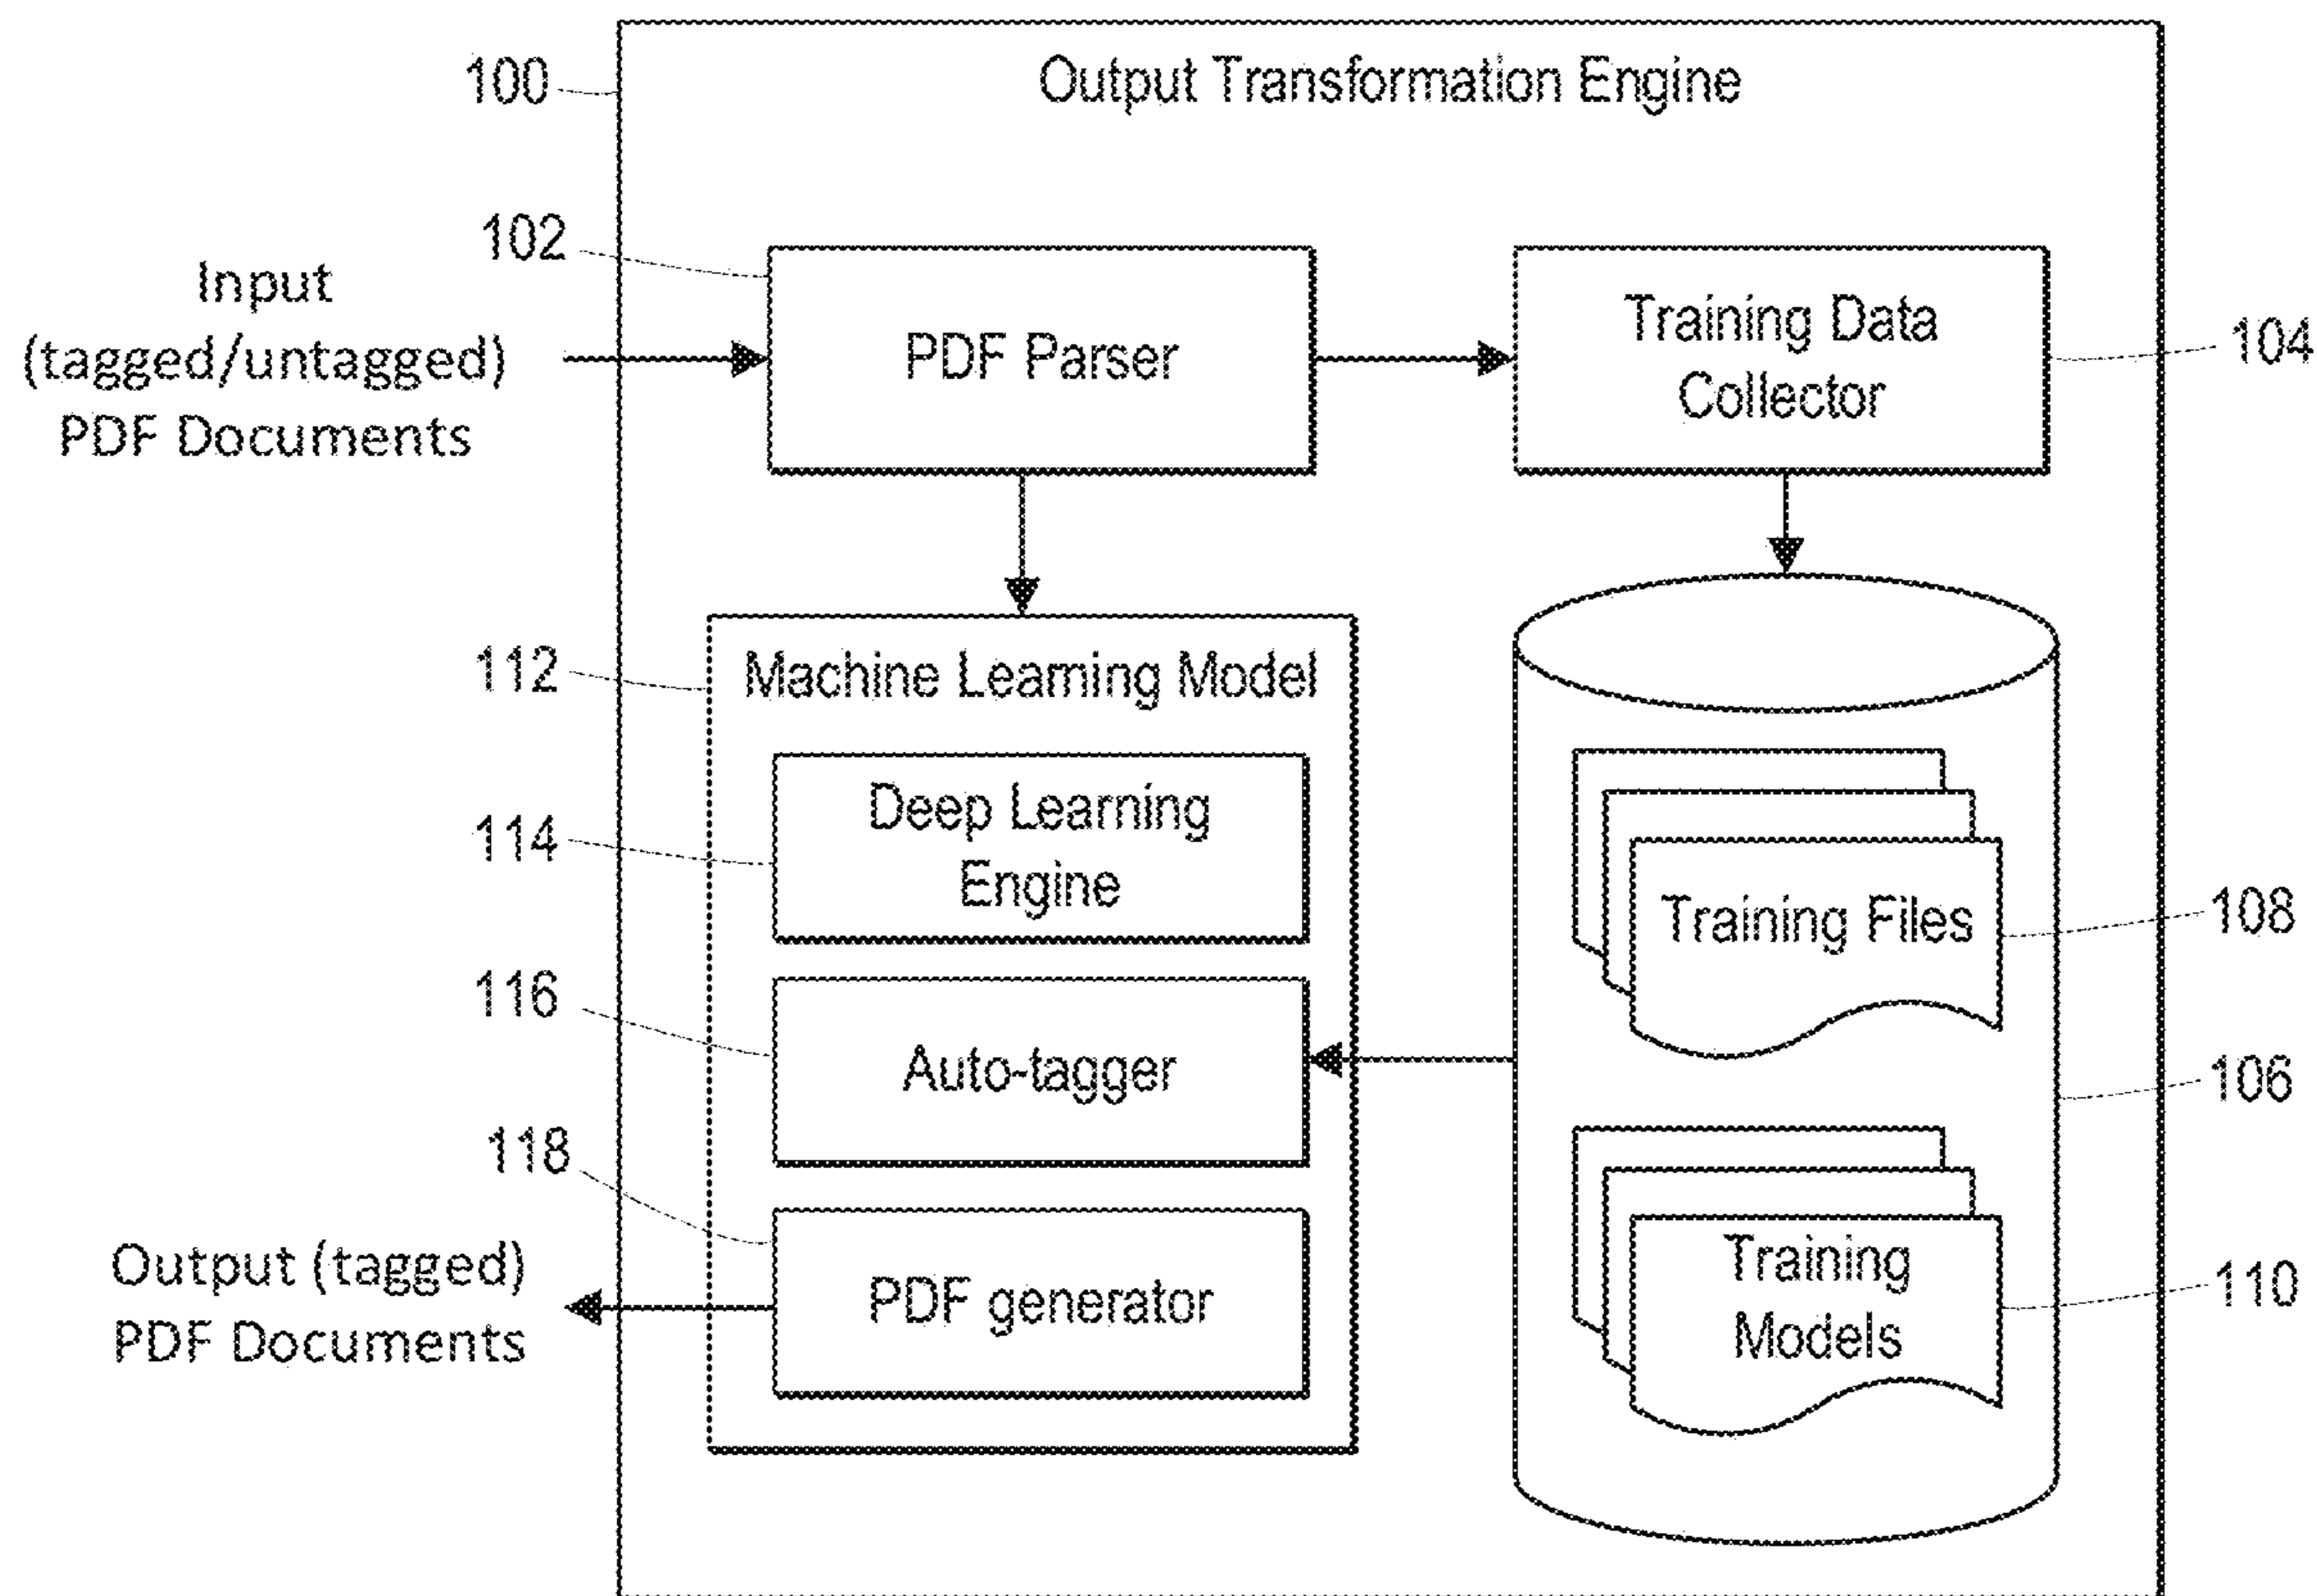 100
Output Transformation Engine
102
Input
(tagged/untagged)
PDF Documents
PDF Parser
Training Data
Collector
104
112
Machine Learning Model
114
Deep Learning
Engine
Training Files
108
116
Auto-tagger
106
118
Output (tagged)
PDF Documents
PDF generator
Training
Models
110